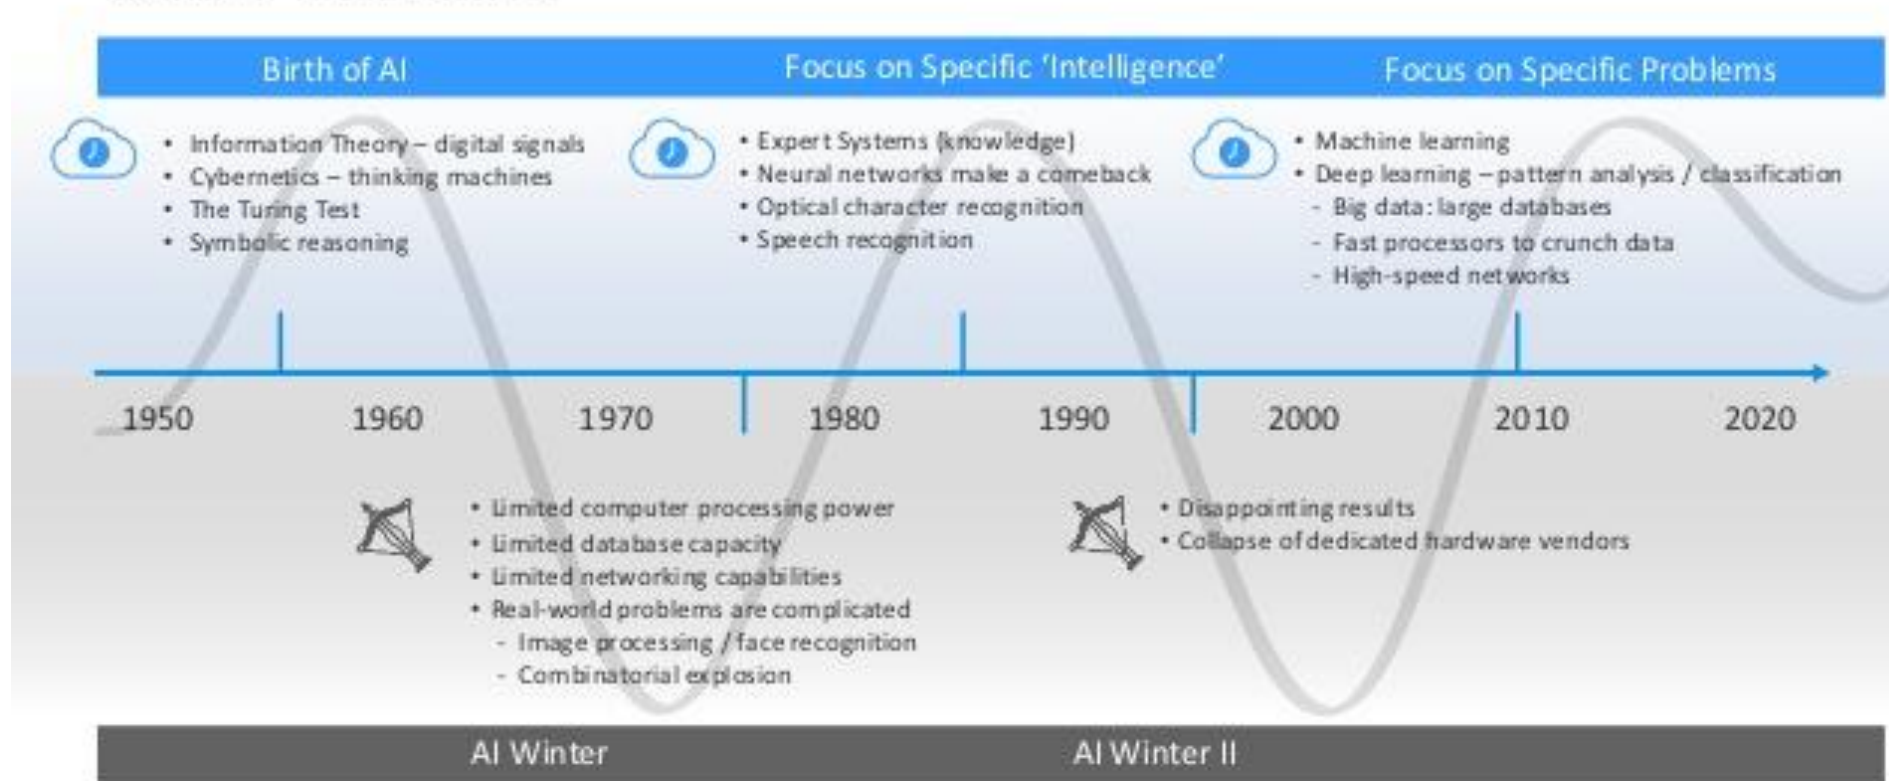 Birth of AI
Focus on Specific ‘Intelligence’
Focus on Specific Problems
• Information Theory – digital signals
• Cybernetics – thinking machines
• The Turing Test
• Symbolic reasoning
• Expert Systems (knowledge)
• Neural networks make a comeback
• Optical character recognition
• Speech recognition
• Machine learning
• Deep learning – pattern analysis / classification
- Big data: large databases
- Fast processors to crunch data
- High-speed networks
1950 1960 1970 1980 1990 2000 2010 2020
• Limited computer processing power
• Limited database capacity
• Limited networking capabilities
• Real-world problems are complicated
- Image processing / face recognition
- Combinatorial explosion
• Disappointing results
• Collapse of dedicated hardware vendors
AI Winter
AI Winter II